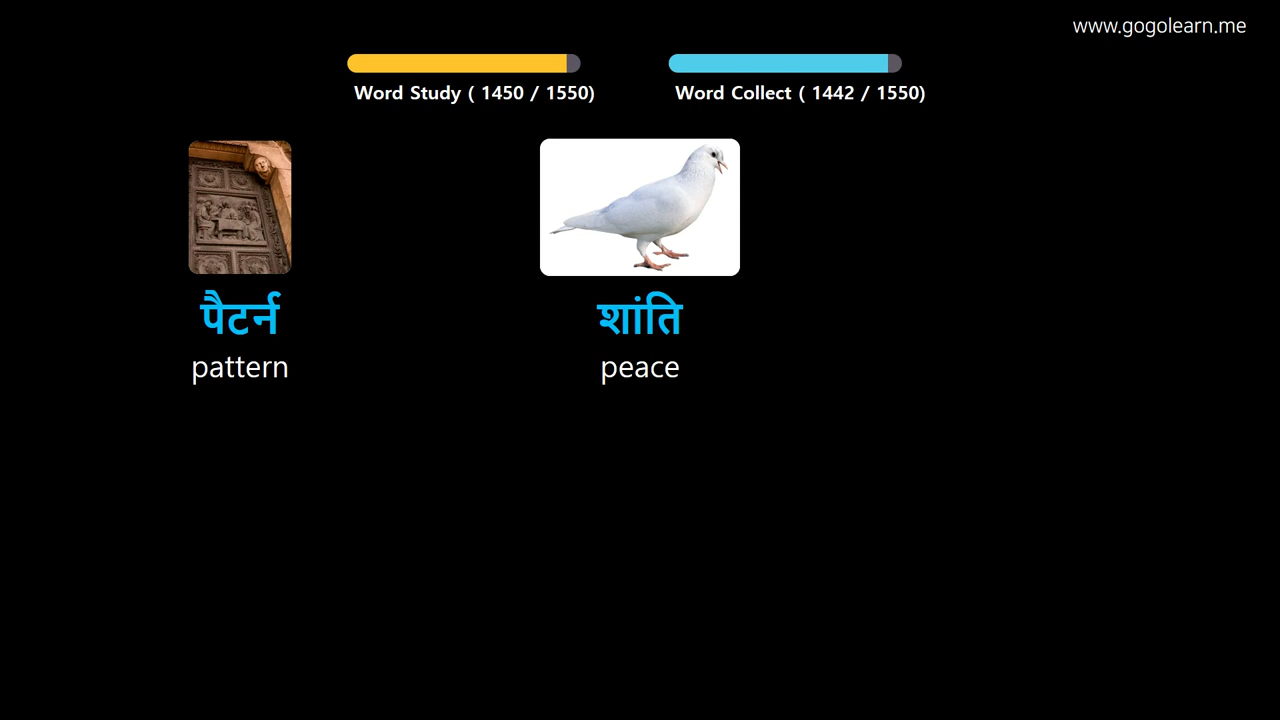 www.gogolearn.me
Word Study ( 1450 / 1550)
Word Collect ( 1442 / 1550)
पैटर्न
pattern
शांति
peace